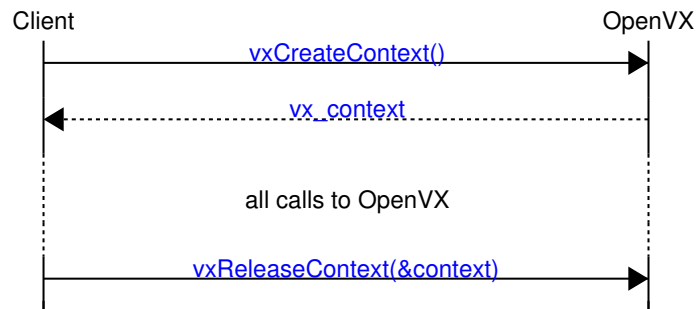 Client OpenVX
vxCreateContext()
vx_context
all calls to OpenVX
vxReleaseContext(&context)